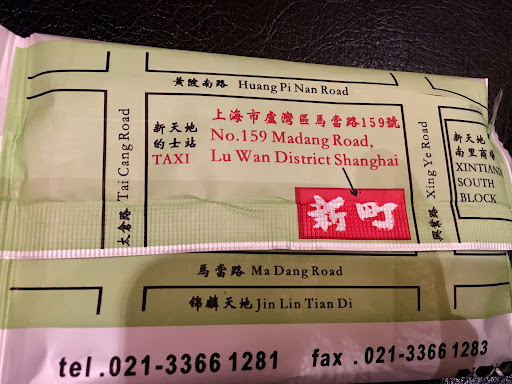 黃陂南路 Huang Pi Nan Road
太倉路 Tai Cang Road
新天地
的士站
TAXI
上海市盧灣區馬當路159號
No.159 Madang Road,
Lu Wan District Shanghai
新町
興業路 Xing Ye Road
新天地
南里商
XINTIAND
SOUTH
BLOCK
馬當路 Ma Dang Road
錦麟天地 Jin Lin Tian Di
tel .021-3366 1281 fax . 021-3366 1283